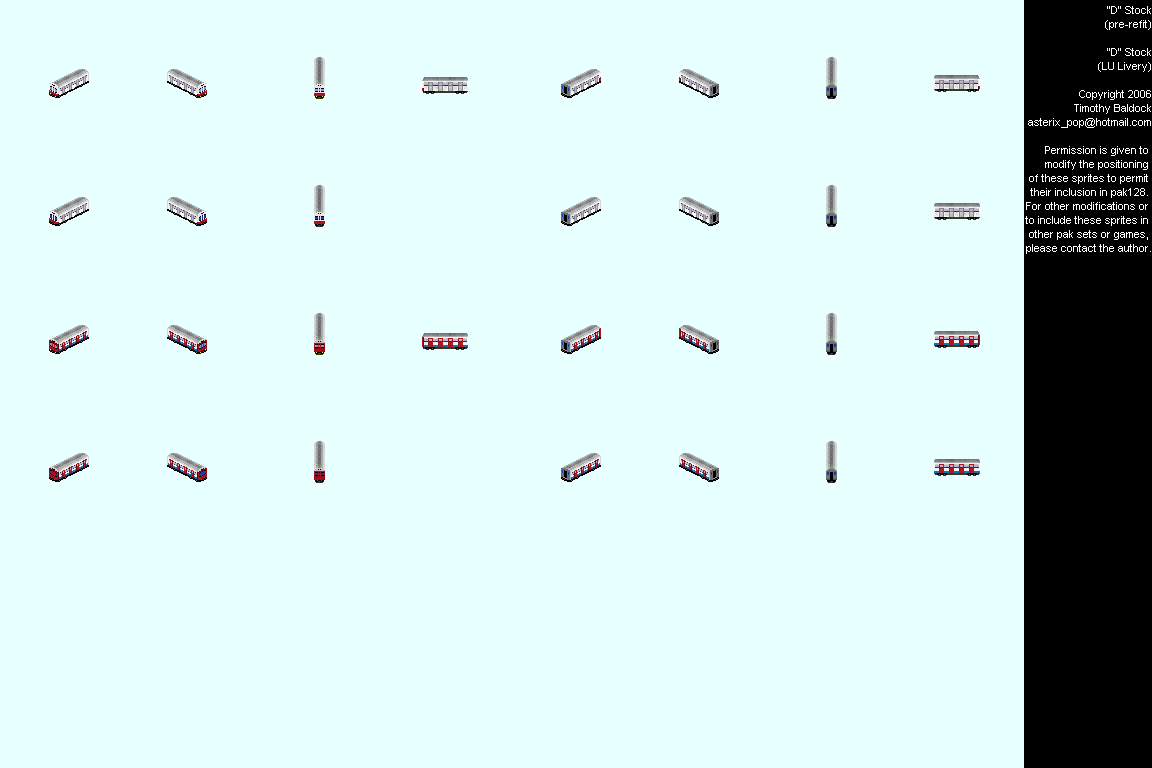 "D" Stock
(pre-refit)
"D" Stock
(LU Livery)
Copyright 2006
Timothy Baldock
asterix_pop@hotmail.com
Permission is given to
modify the positioning
of these sprites to permit
their inclusion in pak128.
For other modifications or
to include these sprites in
other pak sets or games,
please contact the author.